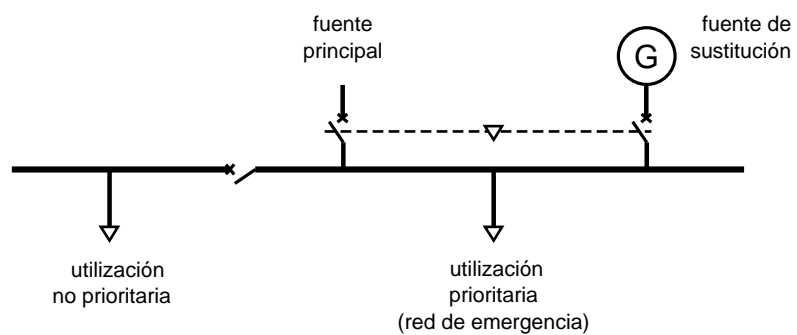 fuente
principal
fuente de
sustitución
G
utilización
no prioritaria
utilización
prioritaria
(red de emergencia)